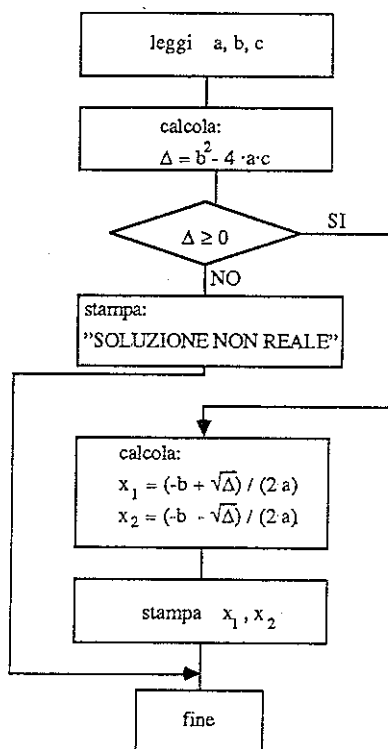 leggi a, b, c
calcola:
Δ = b² - 4 ·a·c
Δ ≥ 0
SI
NO
stampa:
"SOLUZIONE NON REALE"
calcola:
x₁ = (-b + √Δ) / (2·a)
x₂ = (-b - √Δ) / (2·a)
stampa x₁ , x₂
fine